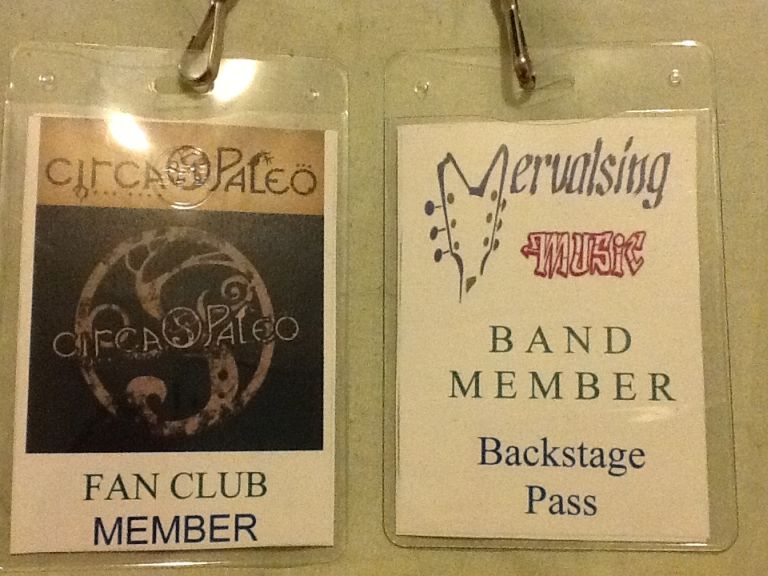 CIRCA PALEO
CIRCA PALEO
FAN CLUB
MEMBER
Mervalsing
MUSIC
BAND
MEMBER
Backstage
Pass